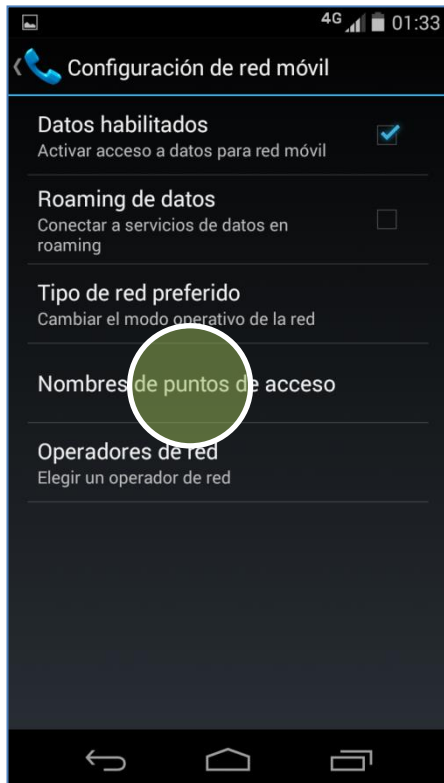 4G 01:33
Configuración de red móvil
Datos habilitados
Activar acceso a datos para red móvil
Roaming de datos
Conectar a servicios de datos en
roaming
Tipo de red preferido
Cambiar el modo operativo de la red
Nombres de puntos de acceso
Operadores de red
Elegir un operador de red